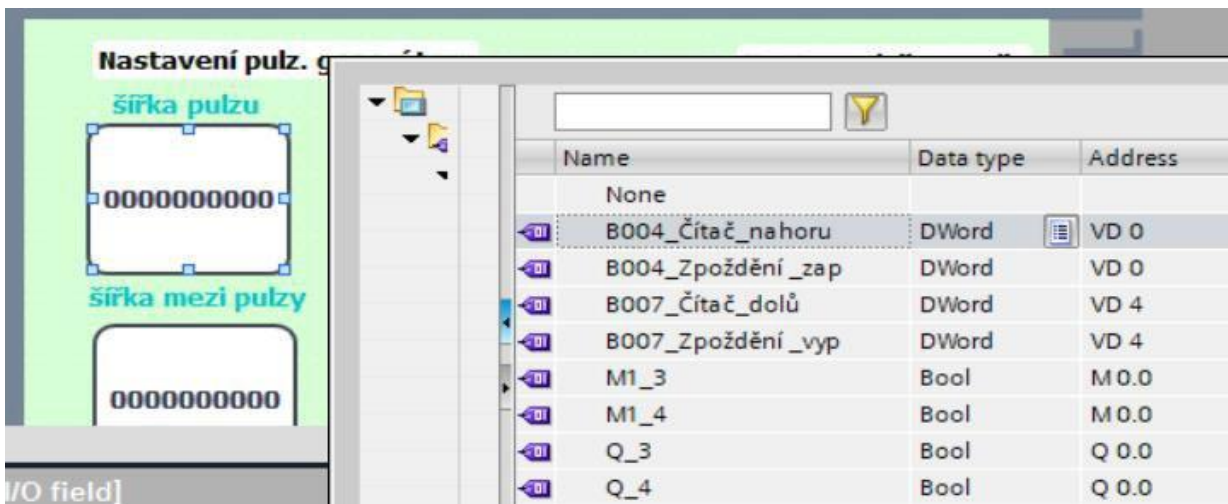 Nastavení pulz.
šířka pulzu
0000000000
šířka mezi pulzy
0000000000
I/O field]
Name Data type Address
None
B004_Čítač_nahoru DWord VD 0
B004_Zpoždění _zap DWord VD 0
B007_Čítač_dolů DWord VD 4
B007_Zpoždění _vyp DWord VD 4
M1_3 Bool M 0.0
M1_4 Bool M 0.0
Q_3 Bool Q 0.0
Q_4 Bool Q 0.0